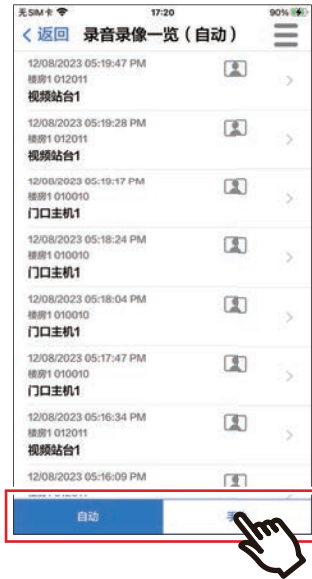 无SIM卡 17:20 90%
返回 录音录像一览（自动）
12/08/2023 05:19:47 PM
楼房1 012011
视频站台1
12/08/2023 05:19:28 PM
楼房1 012011
视频站台1
12/08/2023 05:19:17 PM
楼房1 010010
门口主机1
12/08/2023 05:18:24 PM
楼房1 010010
门口主机1
12/08/2023 05:18:04 PM
楼房1 010010
门口主机1
12/08/2023 05:17:47 PM
楼房1 010010
门口主机1
12/08/2023 05:16:34 PM
楼房1 012011
视频站台1
12/08/2023 05:16:09 PM
自动